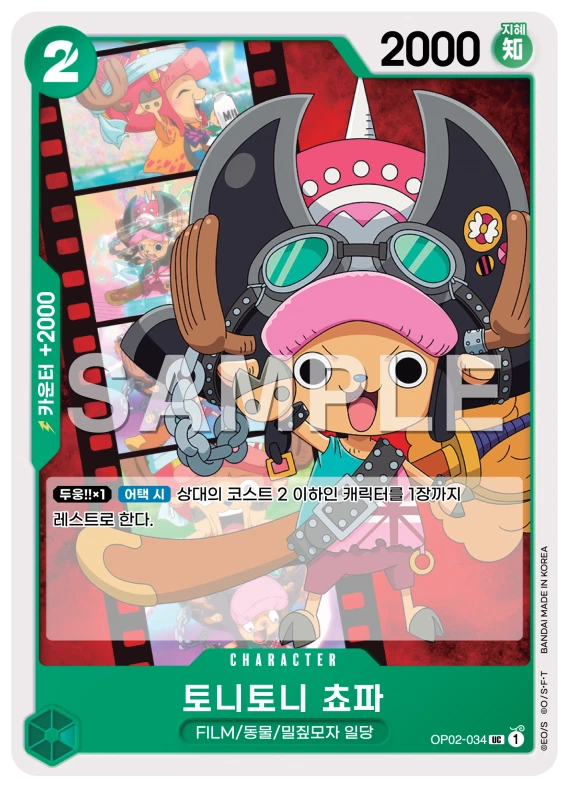 2
2000
지혜
知
카운터 +2000
SAMPLE
두웅!!×1 어택 시 상대의 코스트 2 이하인 캐릭터를 1장까지
레스트로 한다.
CHARACTER
토니토니 쵸파
FILM/동물/밀짚모자 일당
OP02-034 UC 1
©EO/S ©O/S·F·T BANDAI MADE IN KOREA